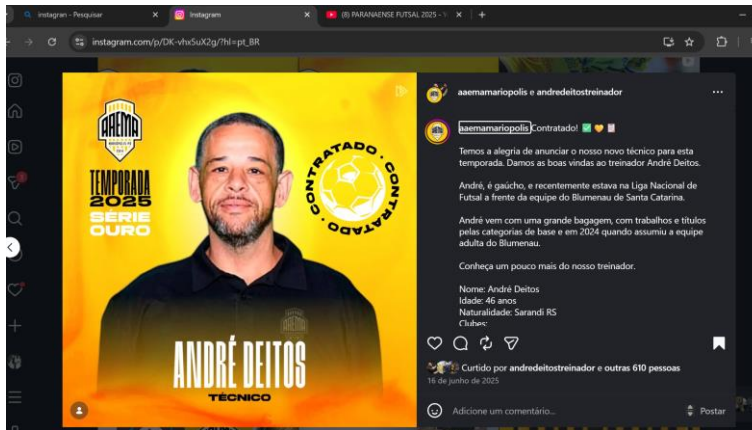 instagran - Pesquisar
Instagram
(8) PARANAENSE FUTSAL 2025 -
instagram.com/p/DK-vhx5uX2g/?hl=pt_BR
AAEMA
TEMPORADA
2025
SÉRIE
OURO
CONTRATADO · CONTRATADO ·
AAEMA
ANDRÉ DEITOS
TÉCNICO
aaemamariopolis e andredeitostreinador
aaemamariopolis Contratado! ✅ 💛
Temos a alegria de anunciar o nosso novo técnico para esta
temporada. Damos as boas vindas ao treinador André Deitos.
André, é gaúcho, e recentemente estava na Liga Nacional de
Futsal a frente da equipe do Blumenau de Santa Catarina.
André vem com uma grande bagagem, com trabalhos e títulos
pelas categorias de base e em 2024 quando assumiu a equipe
adulta do Blumenau.
Conheça um pouco mais do nosso treinador.
Nome: André Deitos
Idade: 46 anos
Naturalidade: Sarandi RS
Clubes:
Curtido por andredeitostreinador e outras 610 pessoas
16 de junho de 2025
Adicione um comentário...
Postar